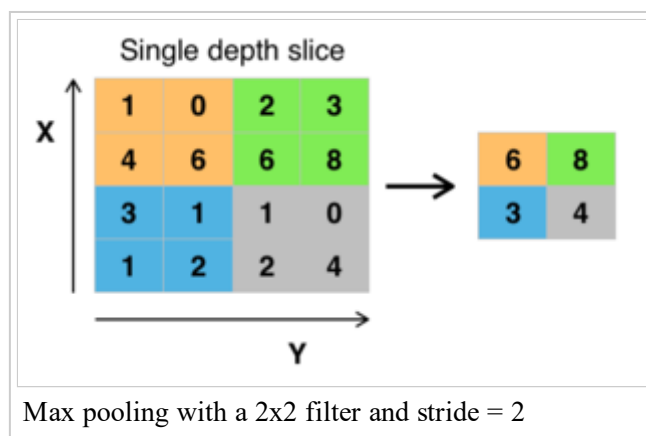 Single depth slice
X
1 0 2 3
4 6 6 8
3 1 1 0
1 2 2 4
6 8
3 4
Y
Max pooling with a 2x2 filter and stride = 2